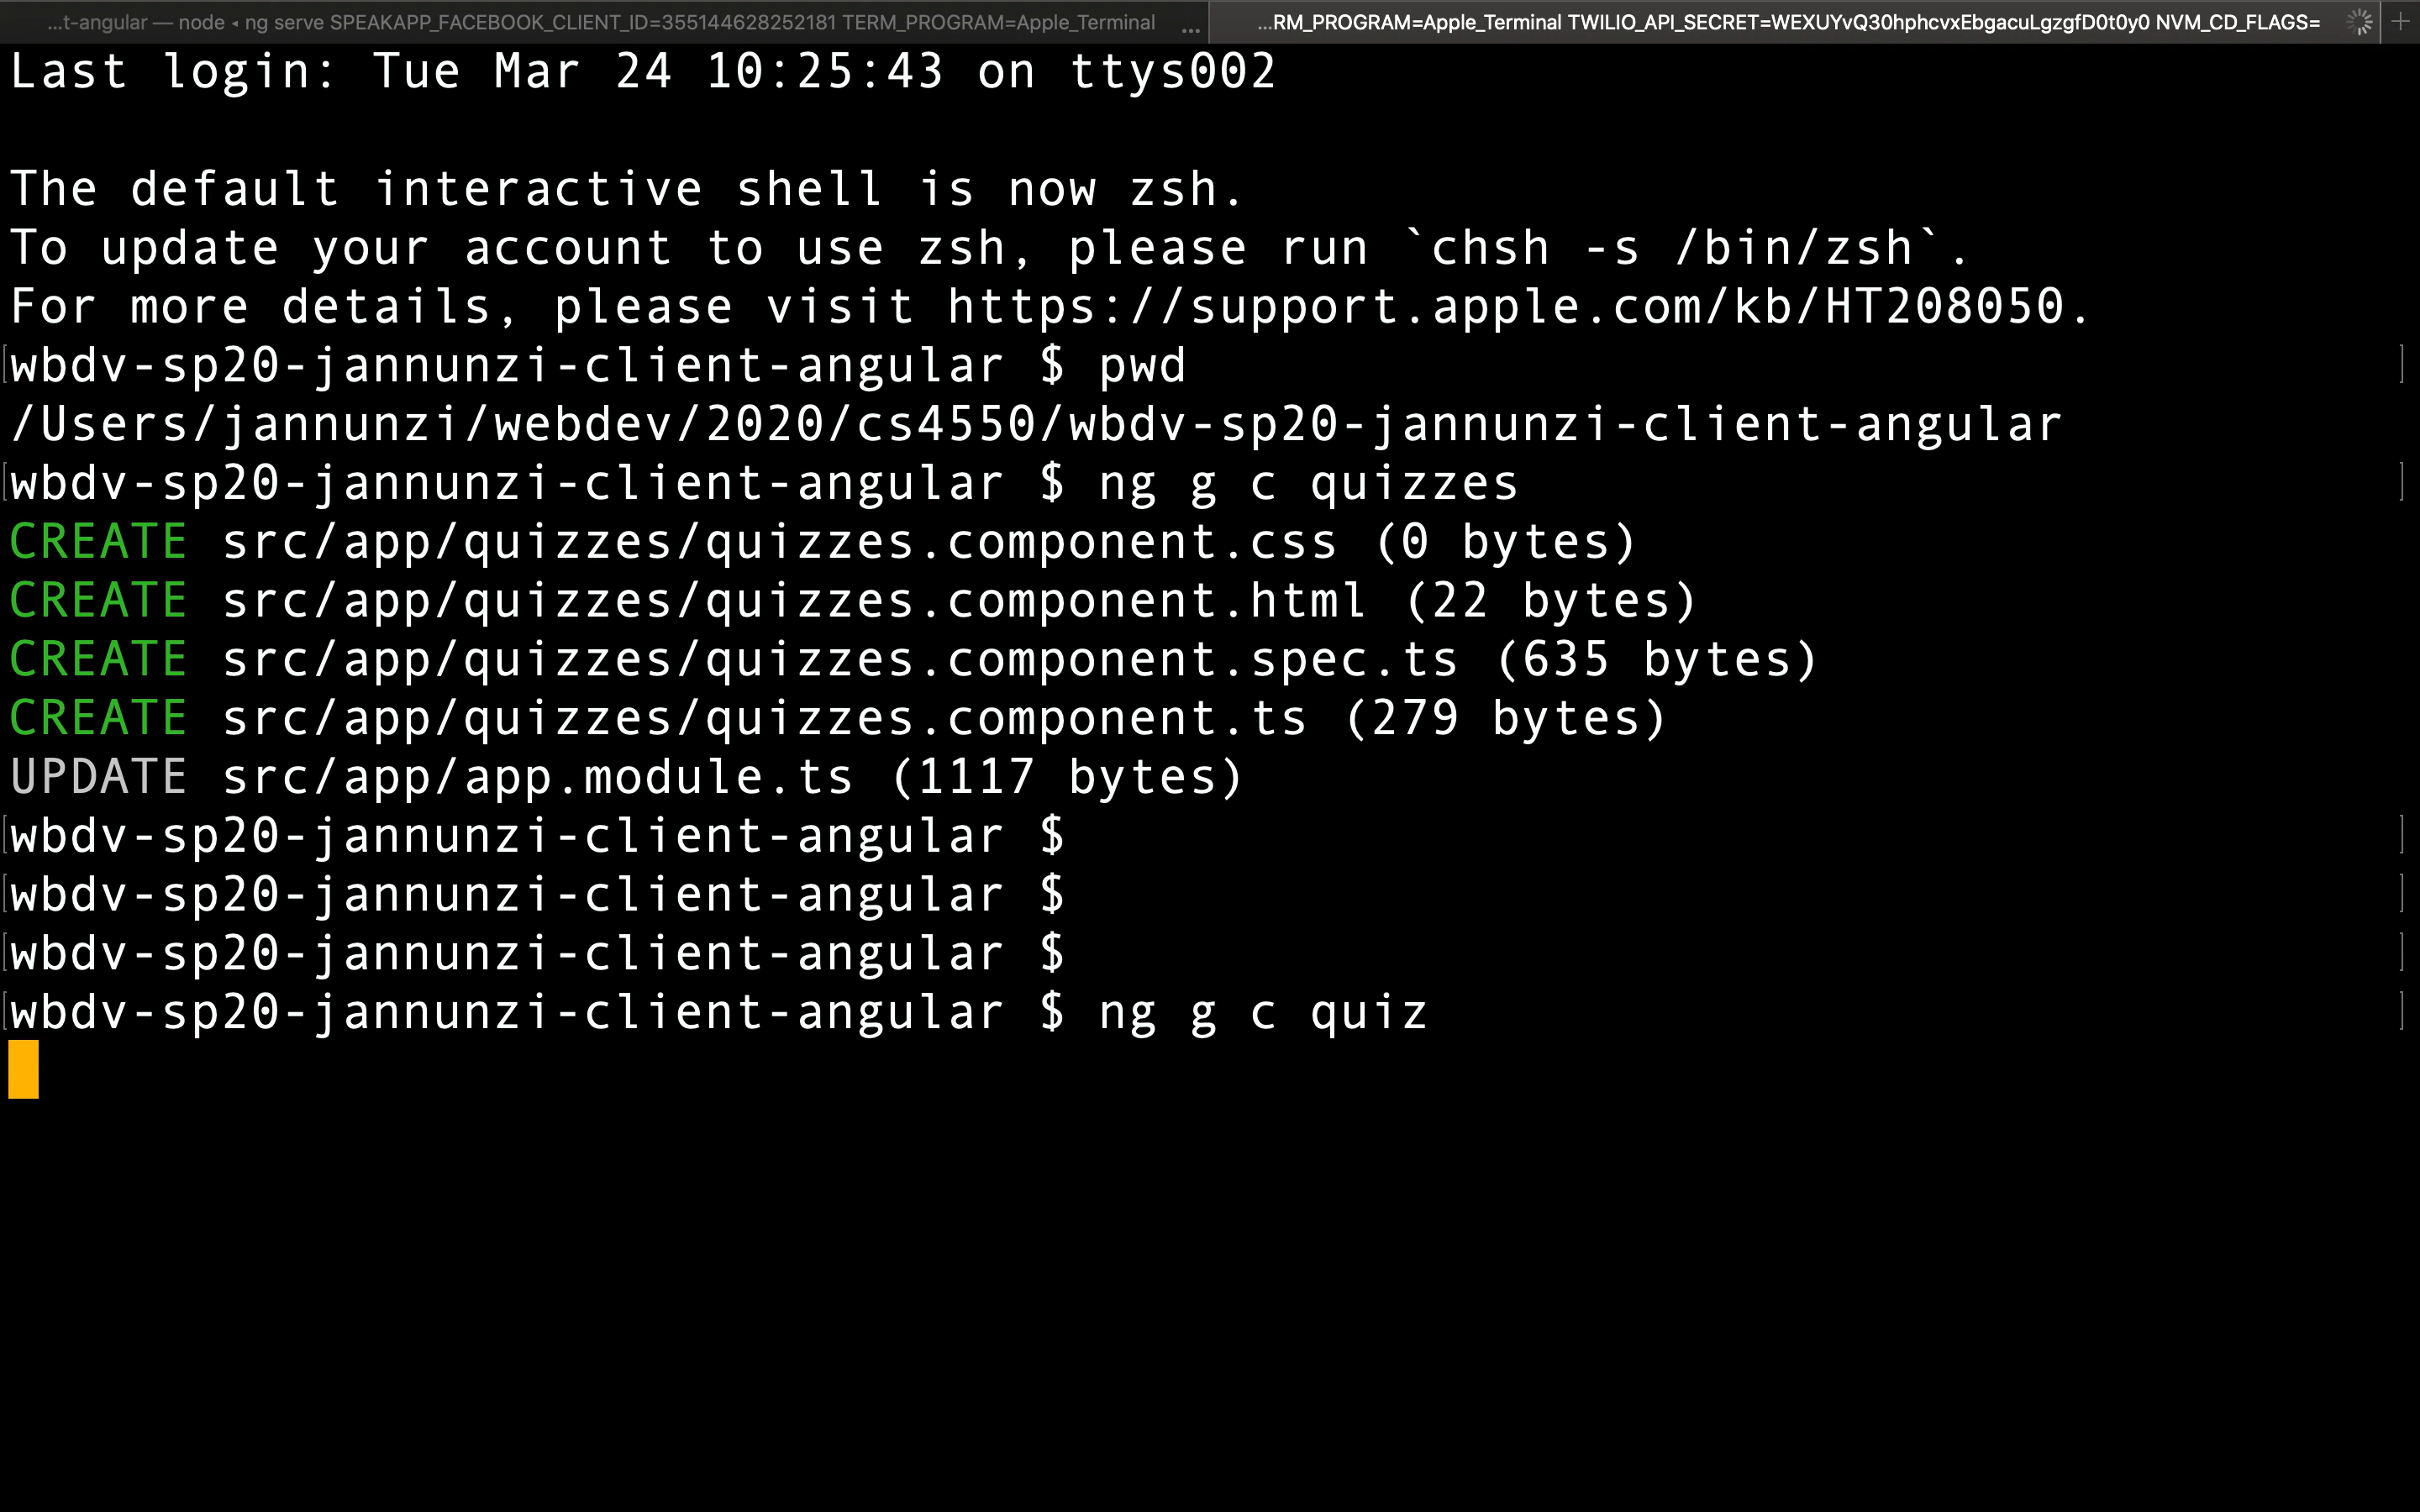 ...t-angular — node ◂ ng serve SPEAKAPP_FACEBOOK_CLIENT_ID=355144628252181 TERM_PROGRAM=Apple_Terminal ...
...RM_PROGRAM=Apple_Terminal TWILIO_API_SECRET=WEXUYvQ30hphcvxEbgacuLgzgfD0t0y0 NVM_CD_FLAGS=
Last login: Tue Mar 24 10:25:43 on ttys002
The default interactive shell is now zsh.
To update your account to use zsh, please run `chsh -s /bin/zsh`.
For more details, please visit https://support.apple.com/kb/HT208050.
[wbdv-sp20-jannunzi-client-angular $ pwd ]
/Users/jannunzi/webdev/2020/cs4550/wbdv-sp20-jannunzi-client-angular
[wbdv-sp20-jannunzi-client-angular $ ng g c quizzes ]
CREATE src/app/quizzes/quizzes.component.css (0 bytes)
CREATE src/app/quizzes/quizzes.component.html (22 bytes)
CREATE src/app/quizzes/quizzes.component.spec.ts (635 bytes)
CREATE src/app/quizzes/quizzes.component.ts (279 bytes)
UPDATE src/app/app.module.ts (1117 bytes)
[wbdv-sp20-jannunzi-client-angular $ ]
[wbdv-sp20-jannunzi-client-angular $ ]
[wbdv-sp20-jannunzi-client-angular $ ]
[wbdv-sp20-jannunzi-client-angular $ ng g c quiz ]